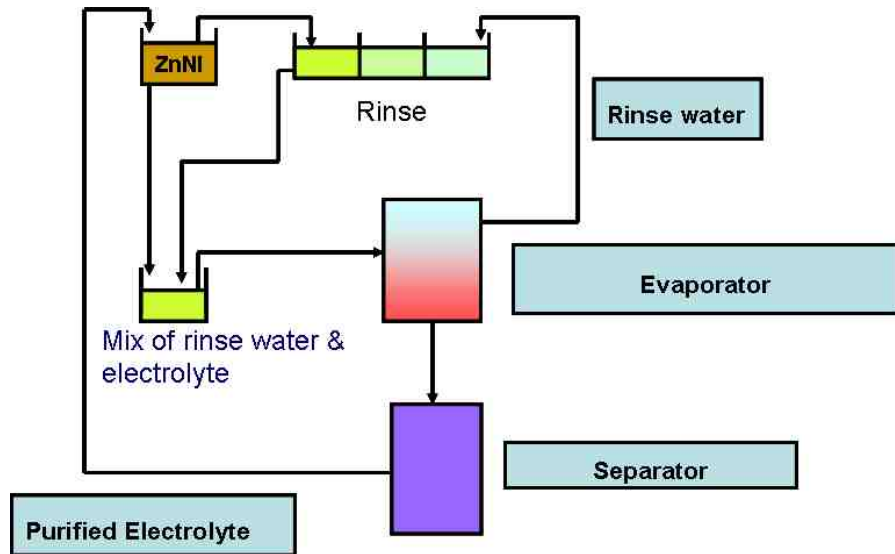 ZnNI
Rinse
Rinse water
Evaporator
Mix of rinse water &
electrolyte
Separator
Purified Electrolyte